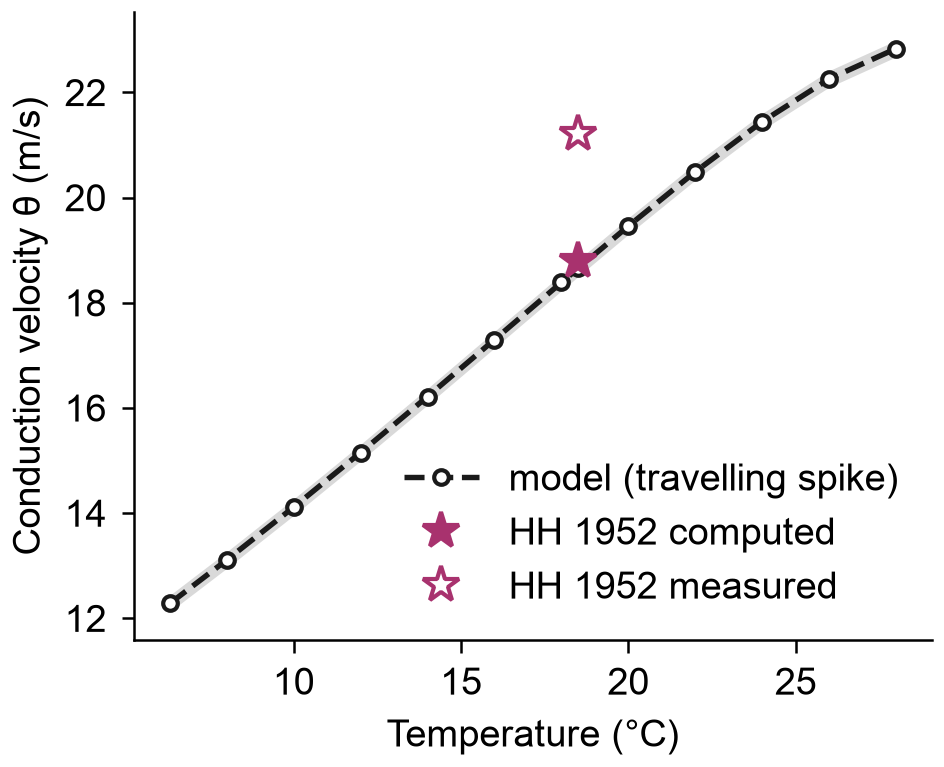 Conduction velocity θ (m/s)
22
20
18
16
14
12
model (travelling spike)
HH 1952 computed
HH 1952 measured
10 15 20 25
Temperature (°C)